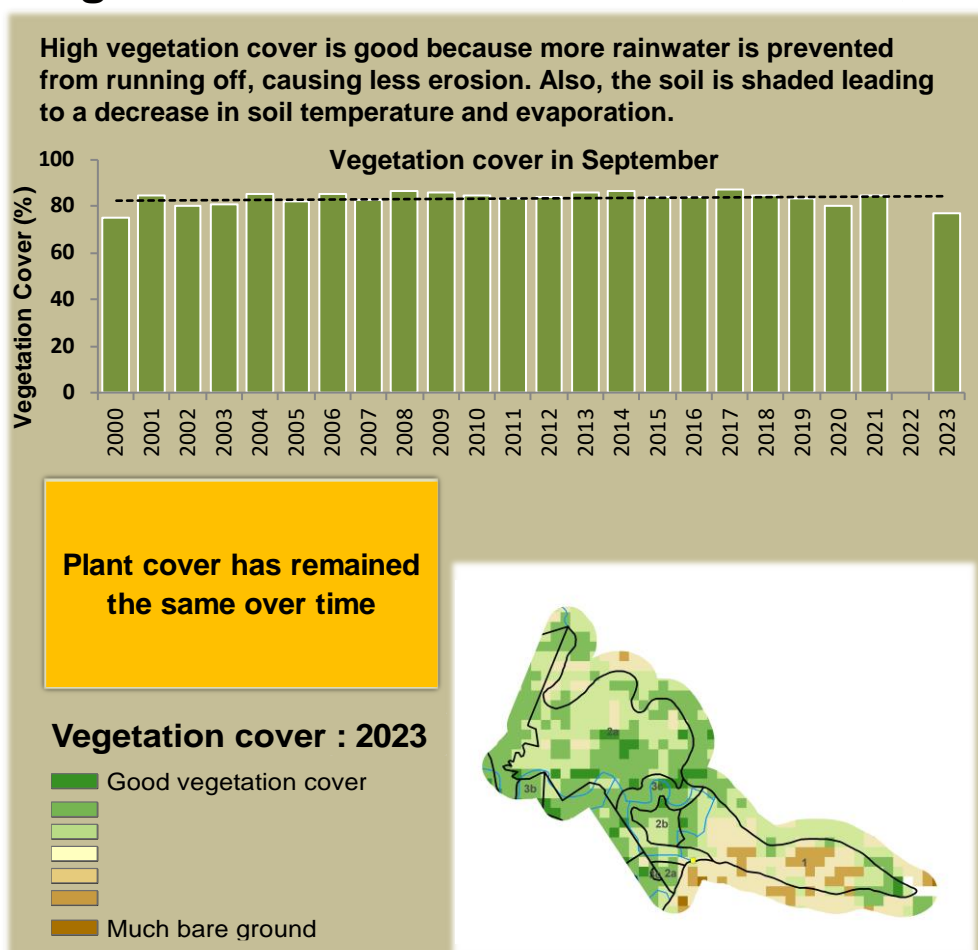 High vegetation cover is good because more rainwater is prevented
from running off, causing less erosion. Also, the soil is shaded leading
to a decrease in soil temperature and evaporation.
Vegetation cover in September
Vegetation Cover (%)
100
80
60
40
20
0
2000 2001 2002 2003 2004 2005 2006 2007 2008 2009 2010 2011 2012 2013 2014 2015 2016 2017 2018 2019 2020 2021 2022 2023
Plant cover has remained
the same over time
Vegetation cover : 2023
Good vegetation cover
Much bare ground
2a
3b
2b
2a
1